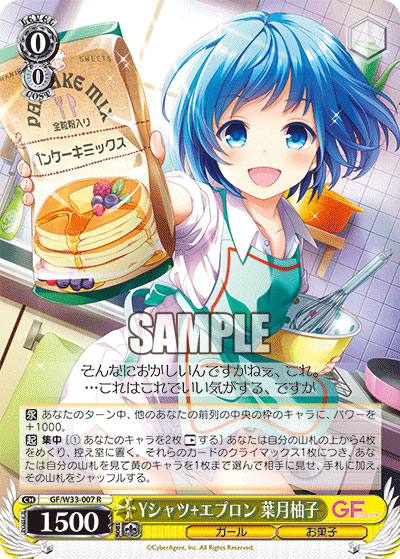 LEVEL
0
0
COST
PANCAKE MIX
全粒粉入り
パンケーキミックス
SAMPLE
そんなにおかしいんですかねぇ、これ。
…これはこれでいい気がする、ですが
永 あなたのターン中、他のあなたの前列の中央の枠のキャラに、パワーを
+1000。
起 集中 [① あなたのキャラを2枚 する] あなたは自分の山札の上から4枚
をめくり、控え室に置く。それらのカードのクライマックス1枚につき、あなた
は自分の山札を見て黄のキャラを1枚まで選んで相手に見せ、手札に加え、
その山札をシャッフルする。
CH GF/W33-007 R
1500
Yシャツ+エプロン 葉月柚子
GF
ガール
お菓子
©CyberAgent, Inc. All Rights Reserved.